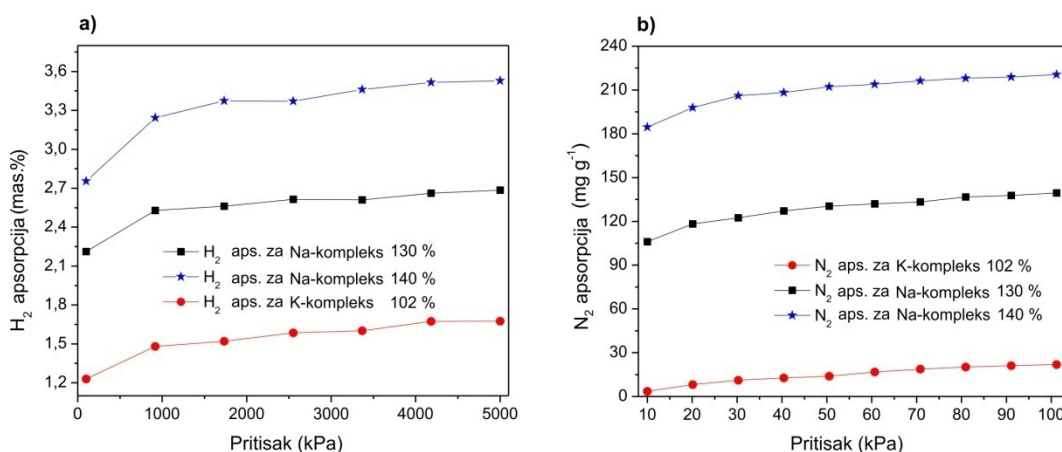 a)
H₂ apsorpcija (mas.%)
3,6
3,3
3,0
2,7
2,4
2,1
1,8
1,5
1,2
H₂ aps. za Na-kompleks 130 %
H₂ aps. za Na-kompleks 140 %
H₂ aps. za K-kompleks 102 %
0 1000 2000 3000 4000 5000
Pritisak (kPa)
b)
N₂ apsorpcija (mg g⁻¹)
240
210
180
150
120
90
60
30
0
N₂ aps. za K-kompleks 102 %
N₂ aps. za Na-kompleks 130 %
N₂ aps. za Na-kompleks 140 %
10 20 30 40 50 60 70 80 90 100
Pritisak (kPa)